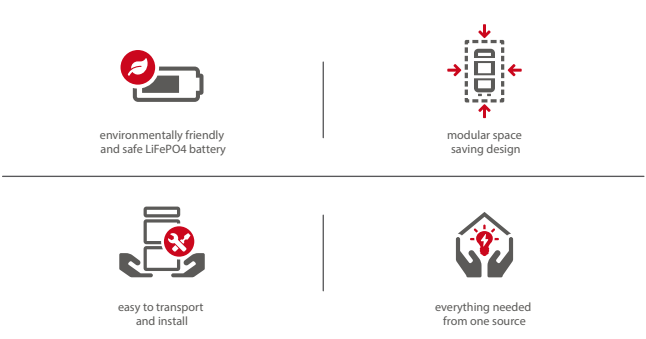 environmentally friendly
and safe LiFePO4 battery
modular space
saving design
easy to transport
and install
everything needed
from one source